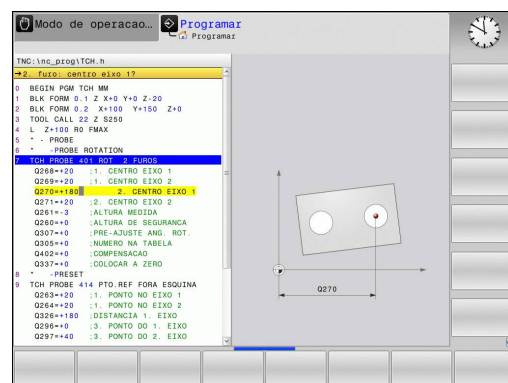 Modo de operacao...
Programar
Programar
TNC:\nc_prog\TCH.h
→2. furo: centro eixo 1?
0 BEGIN PGM TCH MM
1 BLK FORM 0.1 Z X+0 Y+0 Z-20
2 BLK FORM 0.2 X+100 Y+150 Z+0
3 TOOL CALL 22 Z S250
4 L Z+100 R0 FMAX
5 * - PROBE
6 * -PROBE ROTATION
7 TCH PROBE 401 ROT 2 FUROS
Q268=+20 ;1. CENTRO EIXO 1
Q269=+20 ;1. CENTRO EIXO 2
Q270=+180 2. CENTRO EIXO 1
Q271=+20 ;2. CENTRO EIXO 2
Q261=-3 ;ALTURA MEDIDA
Q260=+0 ;ALTURA DE SEGURANCA
Q307=+0 ;PRE-AJUSTE ANG. ROT.
Q305=+0 ;NUMERO NA TABELA
Q402=+0 ;COMPENSACAO
Q337=+0 ;COLOCAR A ZERO
8 * -PRESET
9 TCH PROBE 414 PTO.REF FORA ESQUINA
Q263=+20 ;1. PONTO NO EIXO 1
Q264=+20 ;1. PONTO NO EIXO 2
Q326=+180 ;DISTANCIA 1. EIXO
Q296=+0 ;3. PONTO DO 1. EIXO
Q297=+40 ;3. PONTO DO 2. EIXO
Q270